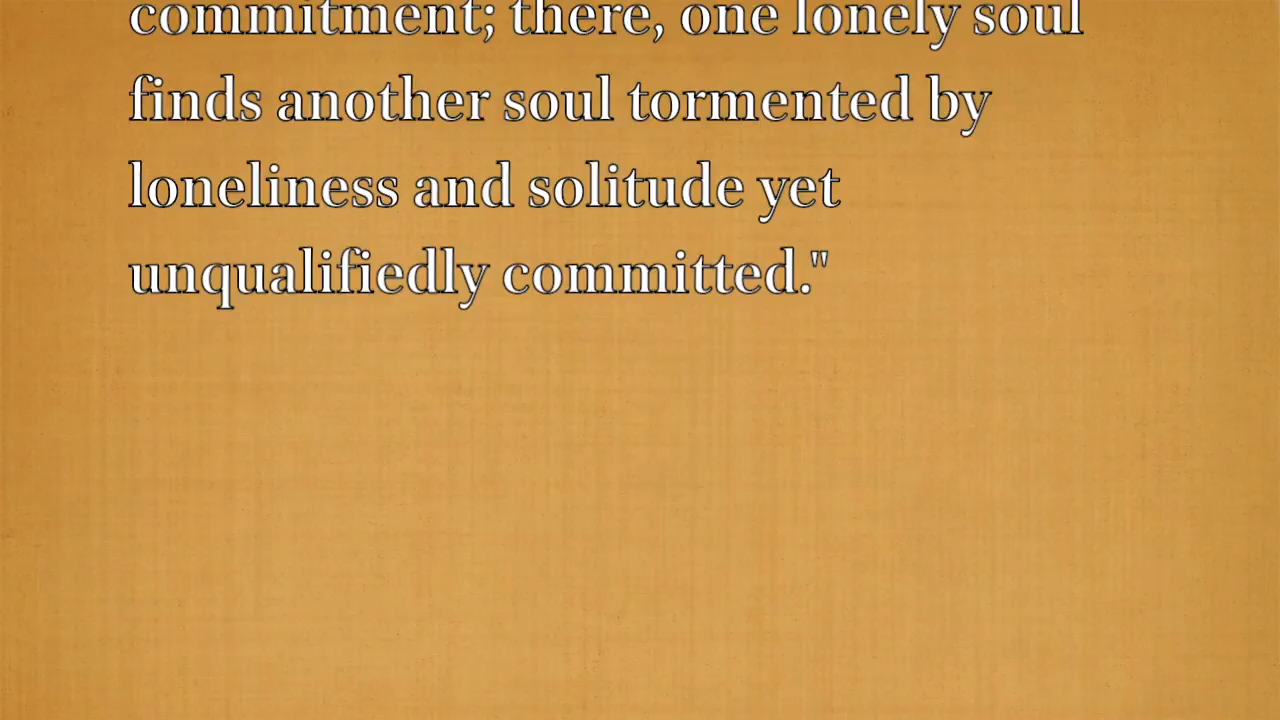 commitment; there, one lonely soul
finds another soul tormented by
loneliness and solitude yet
unqualifiedly committed."